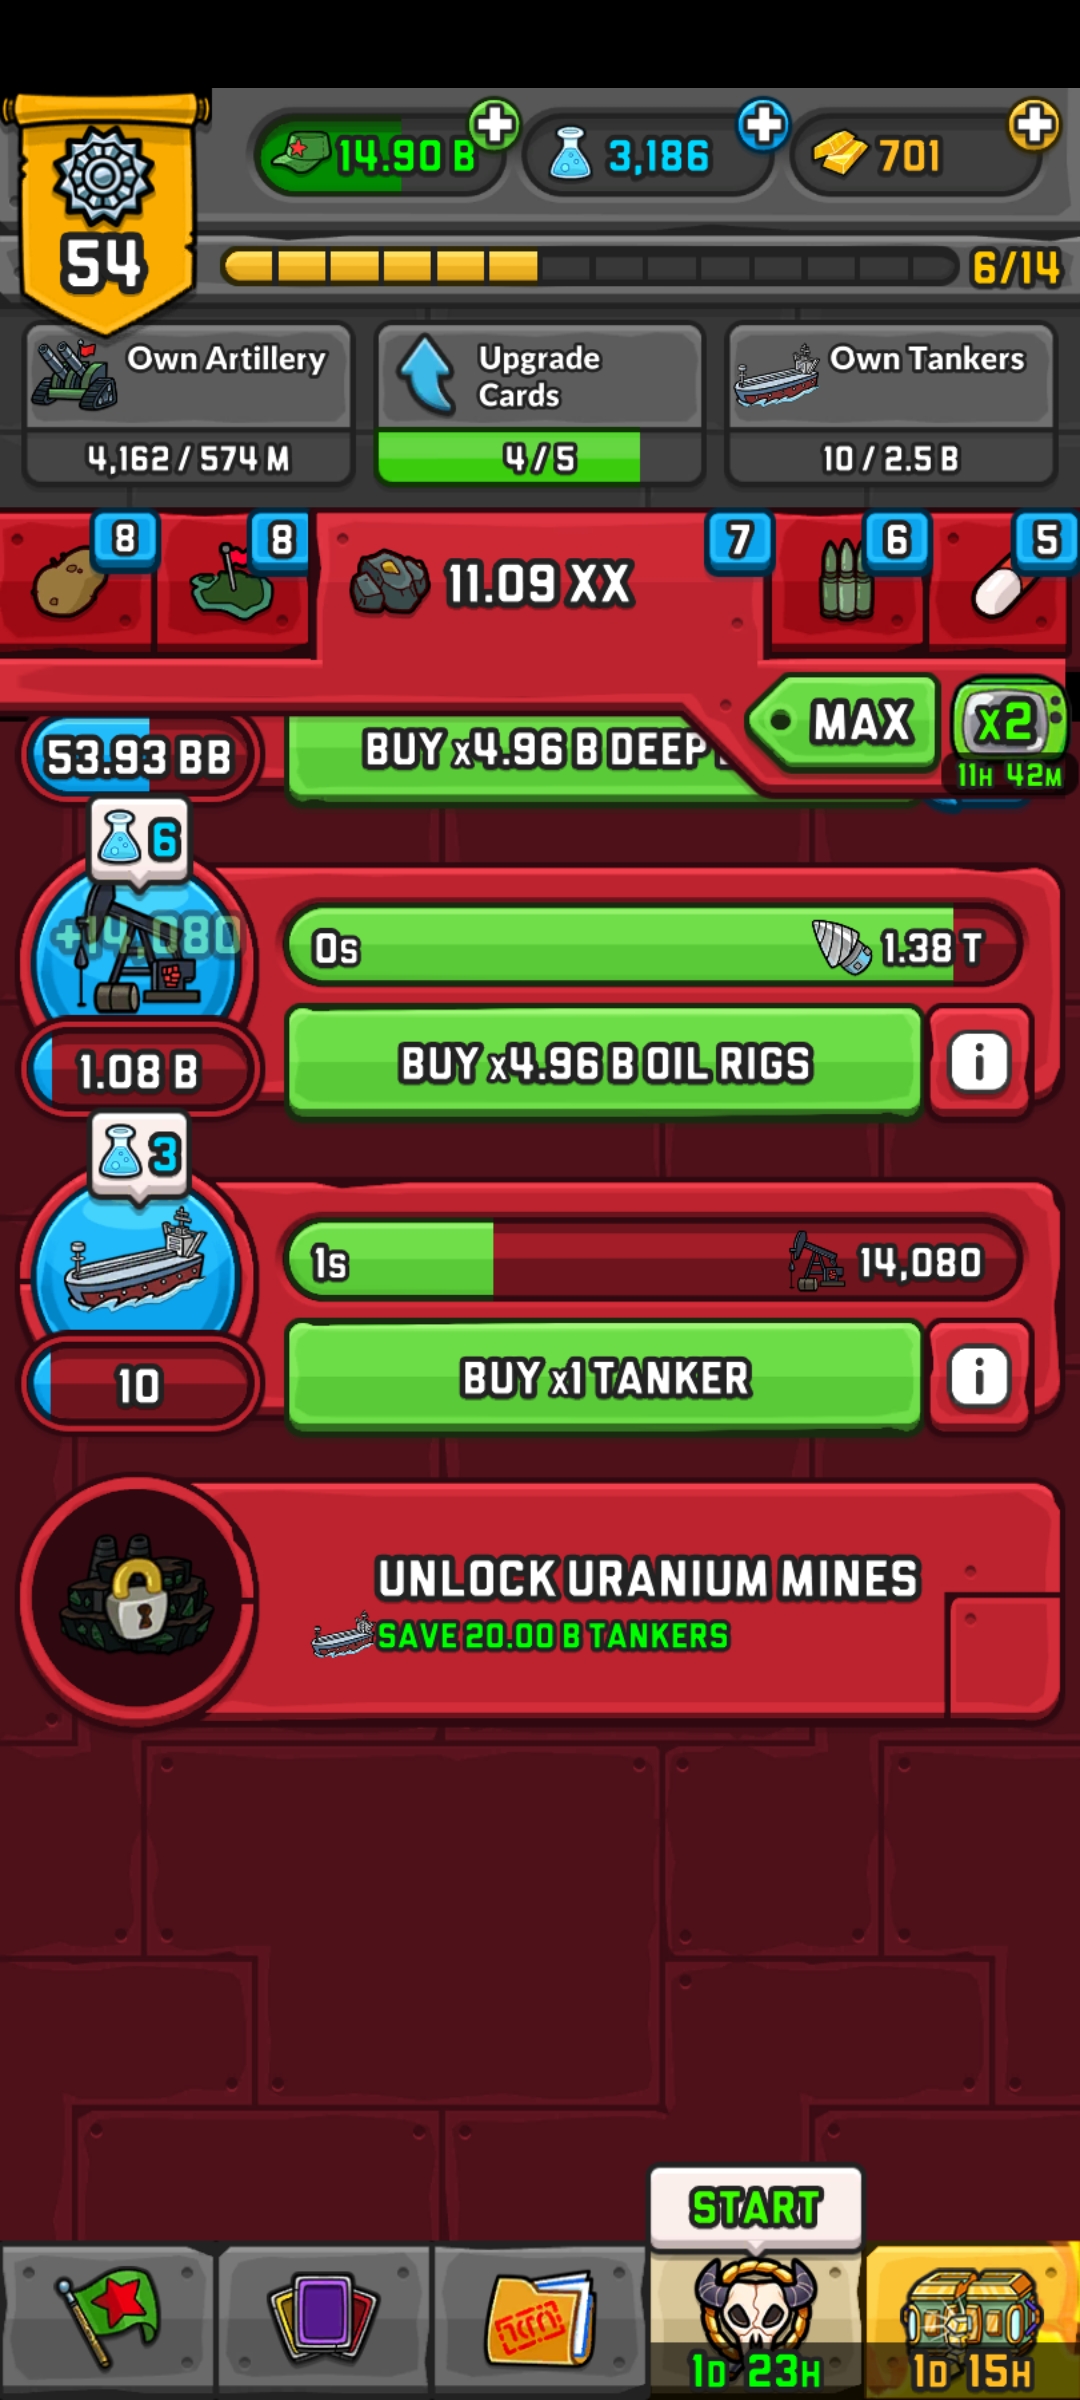 14.90 B
3,186
701
54
6/14
Own Artillery
4,162 / 574 M
Upgrade
Cards
4 / 5
Own Tankers
10 / 2.5 B
8
8
11.09 XX
7
6
5
MAX
x2
11H 42M
53.93 BB
BUY x4.96 B DEEP
6
+14,080
0s
1.38 T
1.08 B
BUY x4.96 B OIL RIGS
i
3
1s
14,080
10
BUY x1 TANKER
i
UNLOCK URANIUM MINES
SAVE 20.00 B TANKERS
START
1D 23H
1D 15H